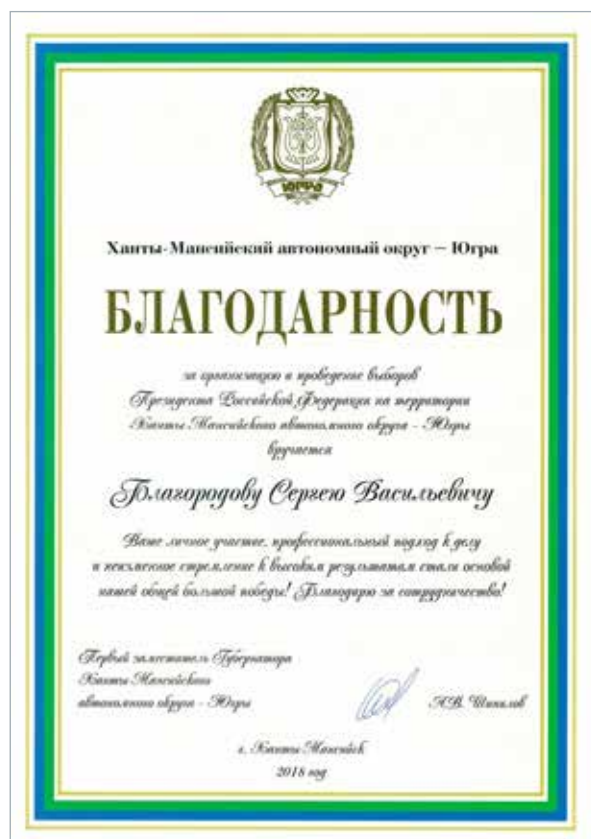 ЮГРА
Ханты-Мансийский автономный округ — Югра
БЛАГОДАРНОСТЬ
за организацию и проведение выборов
Президента Российской Федерации на территории
Ханты-Мансийского автономного округа - Югры
вручается
Благородову Сергею Васильевичу
Ваше личное участие, профессиональный подход к делу
и неизменное стремление к высоким результатам стали основой
нашей общей большой победы! Благодарю за сотрудничество!
Первый заместитель Губернатора
Ханты-Мансийского
автономного округа - Югры
А.В. Шипилов
г. Ханты-Мансийск
2018 год